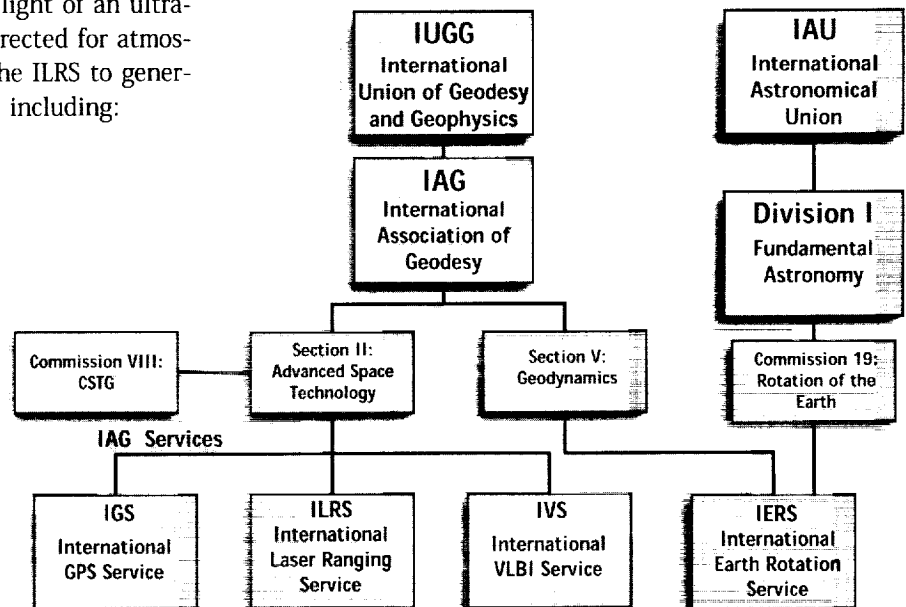 light of an ultra-
rected for atmos-
he ILRS to gener-
including:
IUGG
International
Union of Geodesy
and Geophysics
IAU
International
Astronomical
Union
IAG
International
Association of
Geodesy
Division I
Fundamental
Astronomy
Commission VIII:
CSTG
Section II:
Advanced Space
Technology
Section V:
Geodynamics
Commission 19:
Rotation of the
Earth
IAG Services
IGS
International
GPS Service
ILRS
International
Laser Ranging
Service
IVS
International
VLBI Service
IERS
International
Earth Rotation
Service